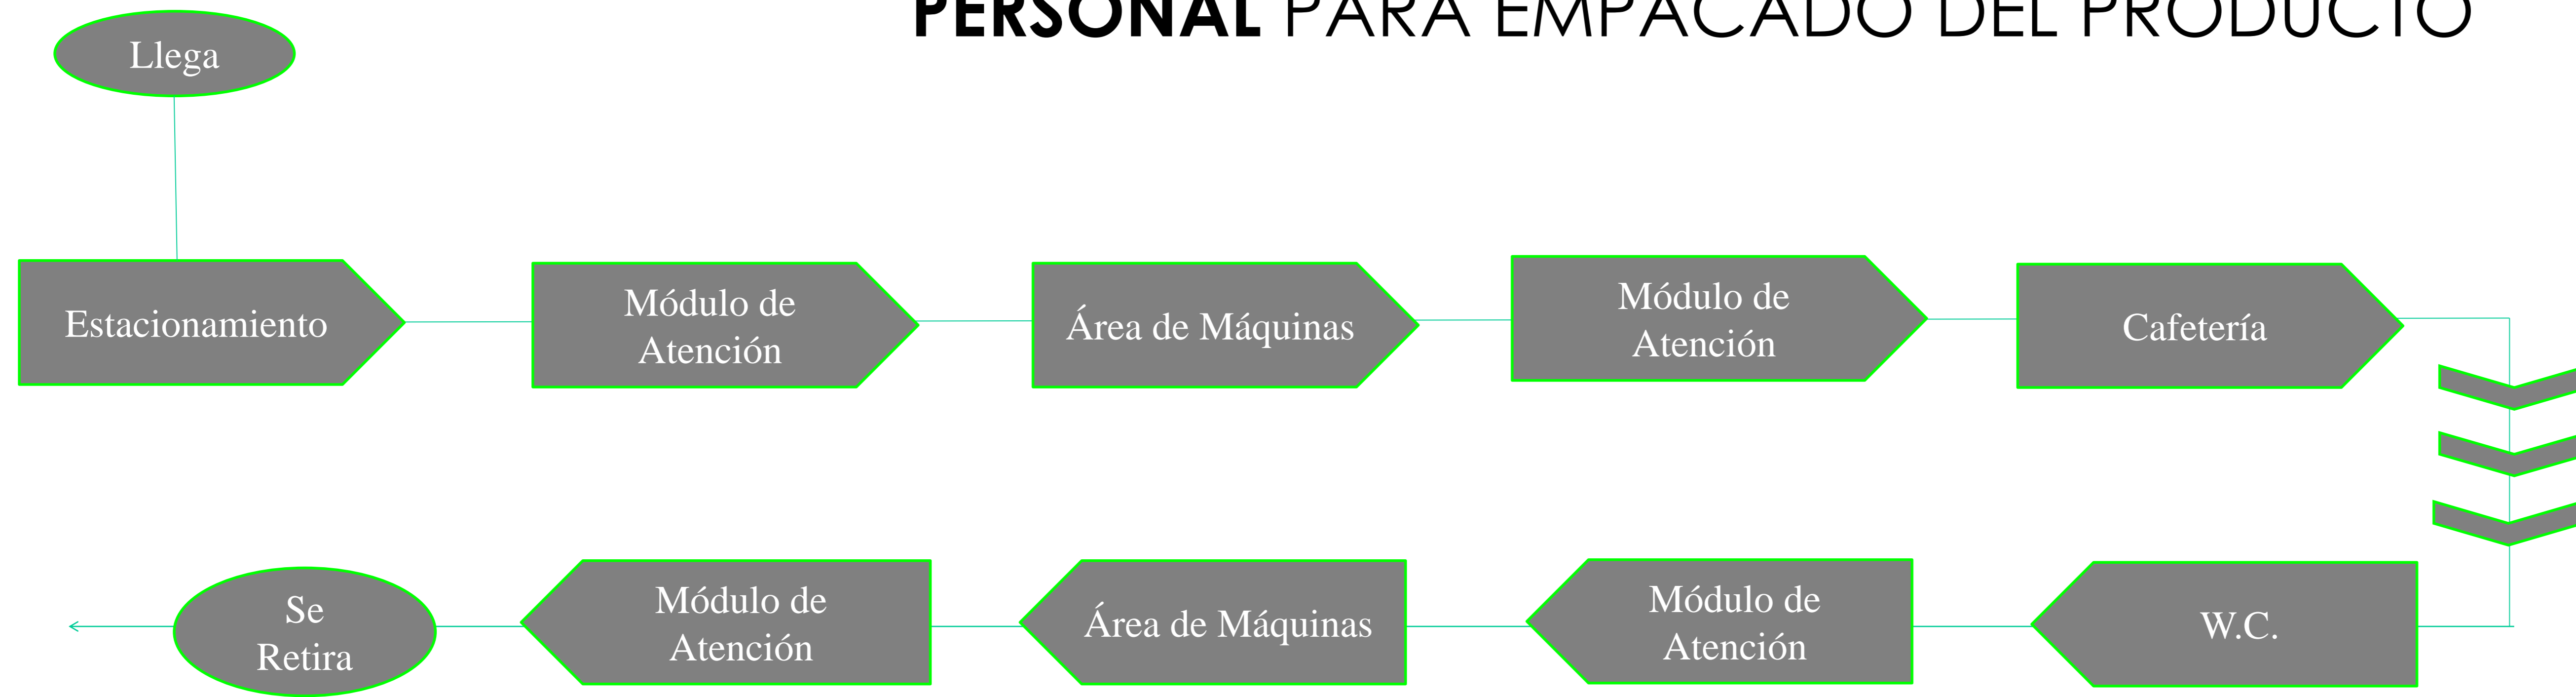 PERSONAL PARA EMPACADO DEL PRODUCTO
Llega
Estacionamiento
Módulo de
Atención
Área de Máquinas
Módulo de
Atención
Cafetería
W.C.
Módulo de
Atención
Área de Máquinas
Módulo de
Atención
Se
Retira